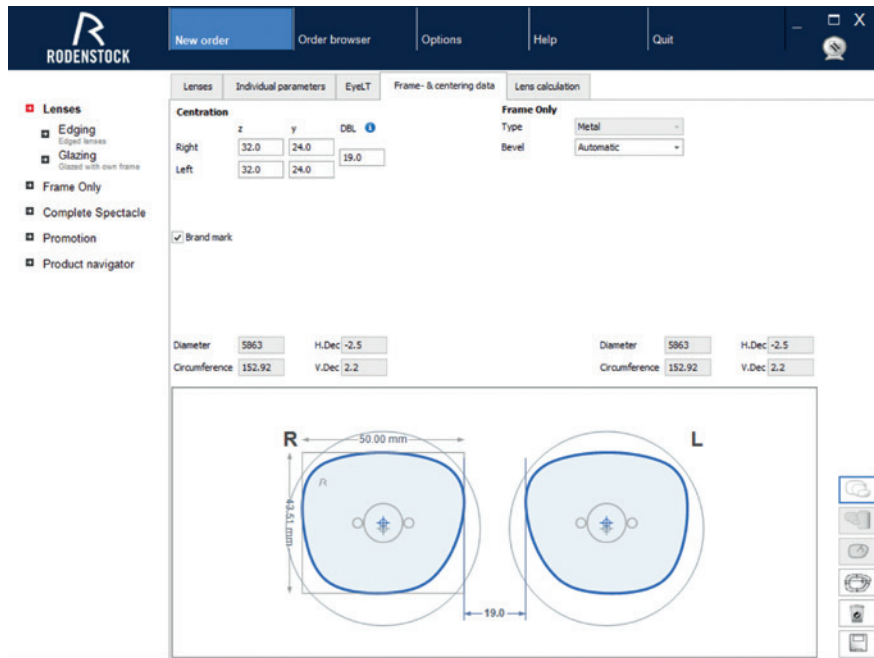 RODENSTOCK
New order Order browser Options Help Quit
Lenses Individual parameters EyeLT Frame- & centering data Lens calculation
Lenses
Edging
Edged lenses
Glazing
Glazed with own frame
Frame Only
Complete Spectacle
Promotion
Product navigator
Centration
z y DBL
Right 32.0 24.0
19.0
Left 32.0 24.0
Frame Only
Type Metal
Bevel Automatic
Brand mark
Diameter 5863 H.Dec -2.5
Circumference 152.92 V.Dec 2.2
Diameter 5863 H.Dec -2.5
Circumference 152.92 V.Dec 2.2
R 50.00 mm L
43.51 mm
19.0